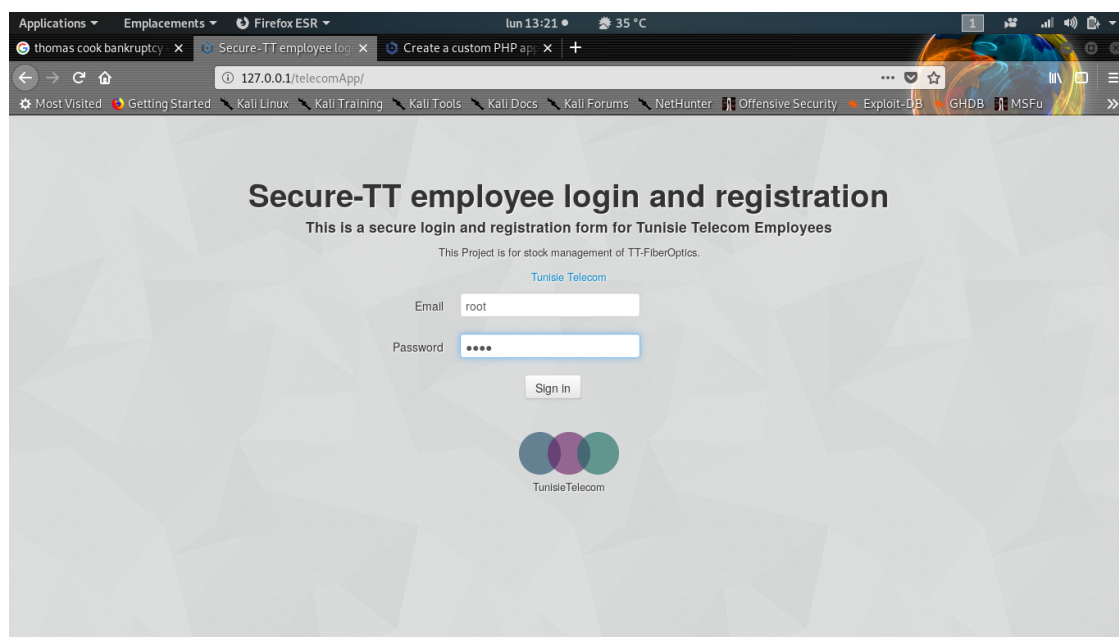 Applications Emplacements Firefox ESR lun 13:21 35 °C 1
thomas cook bankruptcy Secure-TT employee log Create a custom PHP ap
127.0.0.1/telecomApp/
Most Visited Getting Started Kali Linux Kali Training Kali Tools Kali Docs Kali Forums NetHunter Offensive Security Exploit-DB GHDB MSFu
Secure-TT employee login and registration
This is a secure login and registration form for Tunisie Telecom Employees
This Project is for stock management of TT-FiberOptics.
Tunisie Telecom
Email root
Password ••••
Sign in
TunisieTelecom